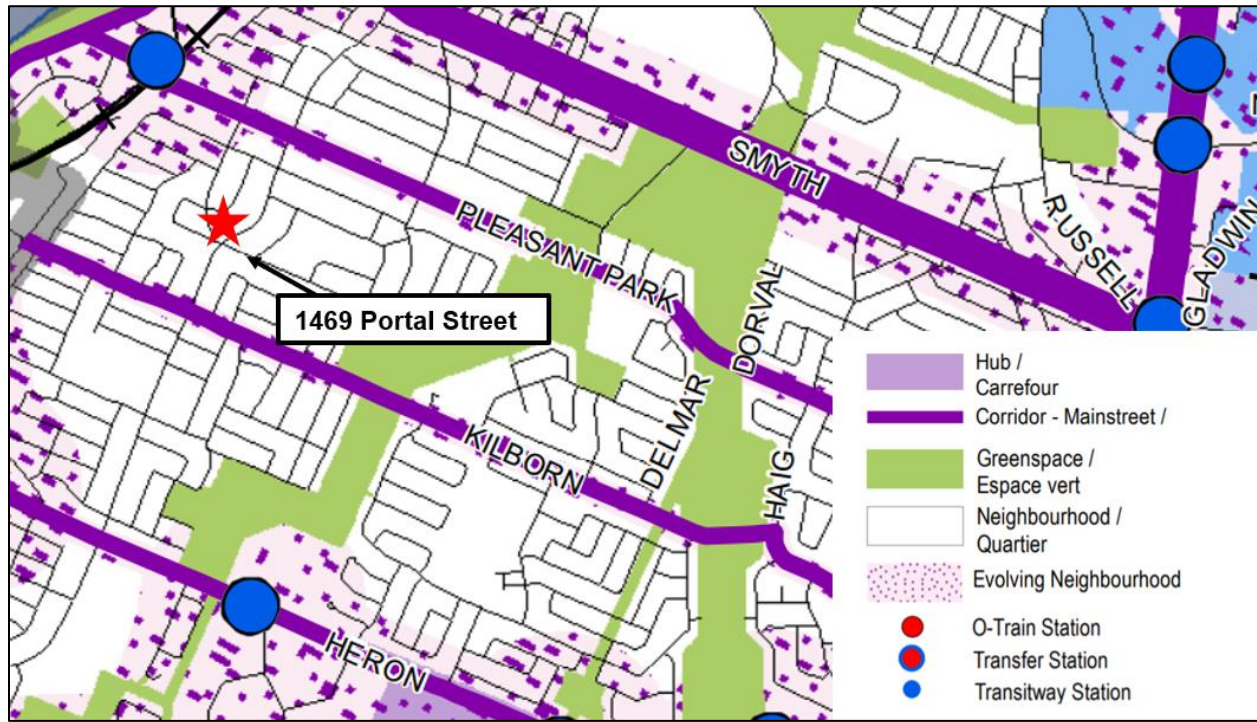 SMYTH
PLEASANT PARK
RUSSELL
GLADWIN
1469 Portal Street
DORVAL
DELMAR
KILBORN
HAIG
HERON
Hub /
Carrefour
Corridor - Mainstreet /
Greenspace /
Espace vert
Neighbourhood /
Quartier
Evolving Neighbourhood
O-Train Station
Transfer Station
Transitway Station